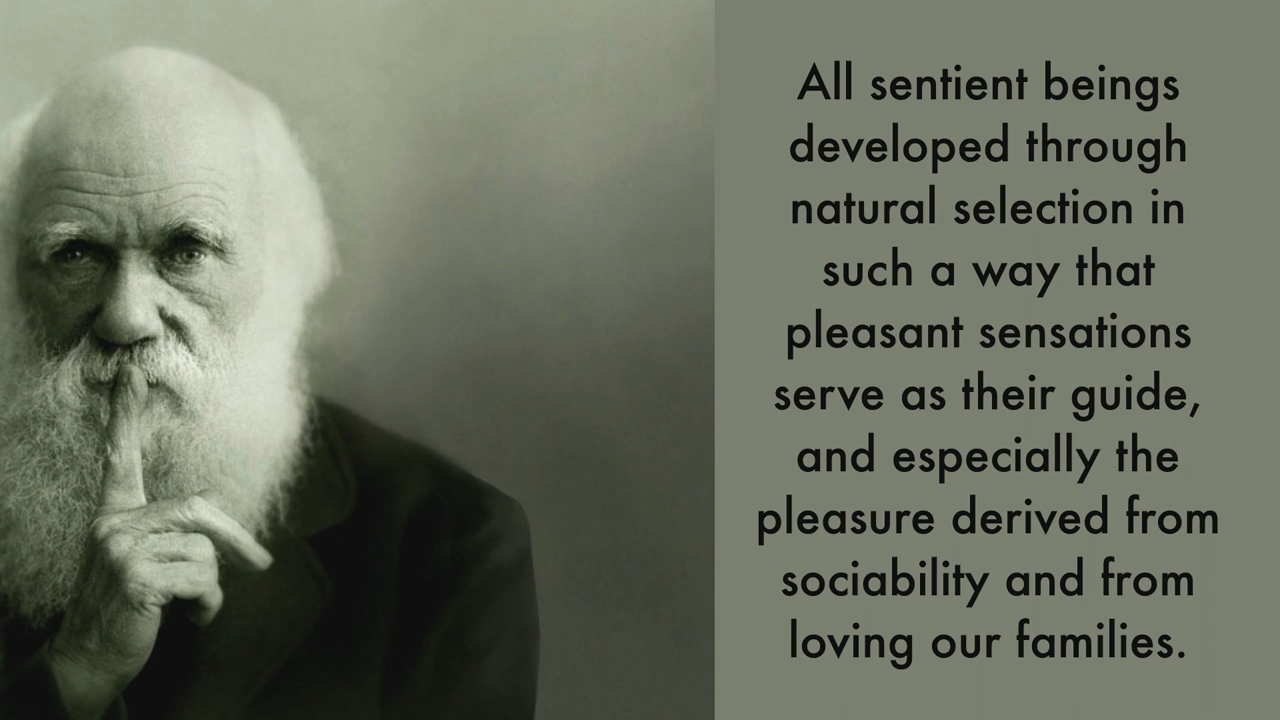 All sentient beings
developed through
natural selection in
such a way that
pleasant sensations
serve as their guide,
and especially the
pleasure derived from
sociability and from
loving our families.